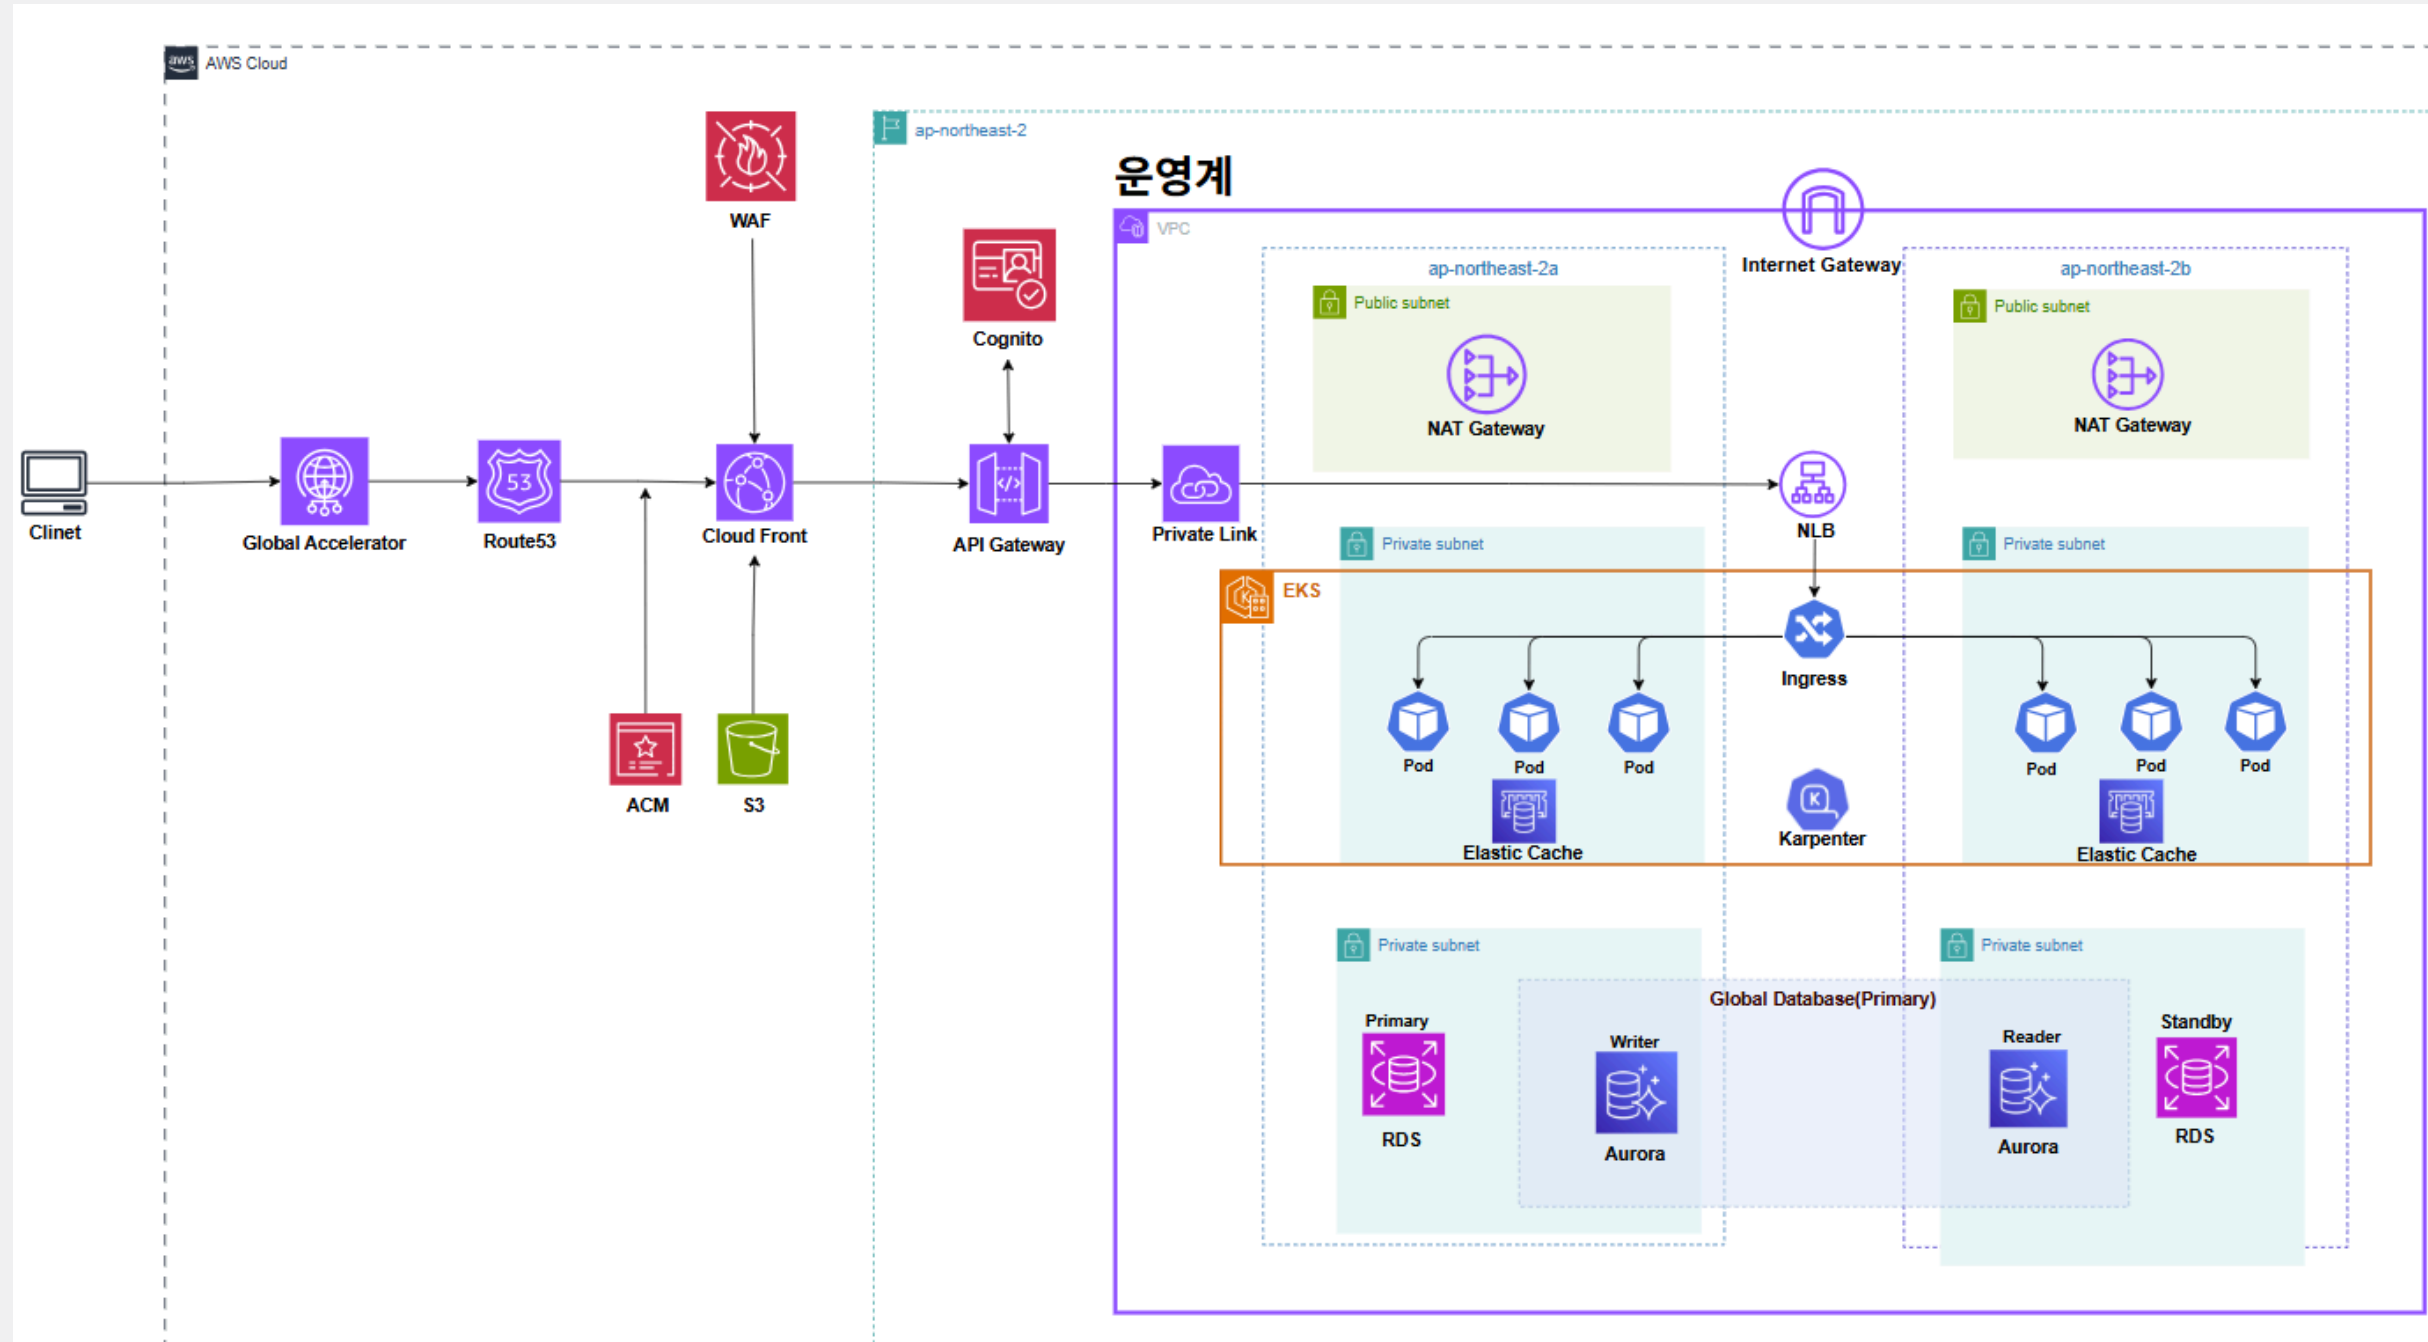 aws
AWS Cloud
WAF
ap-northeast-2
운영계
VPC
Internet Gateway
ap-northeast-2a
ap-northeast-2b
Public subnet
Public subnet
Cognito
NAT Gateway
NAT Gateway
Clinet
Global Accelerator
53
Route53
Cloud Front
</>
API Gateway
Private Link
NLB
Private subnet
Private subnet
K
EKS
Ingress
Pod
Pod
Pod
Pod
Pod
Pod
ACM
S3
K
Karpenter
Elastic Cache
Elastic Cache
Private subnet
Private subnet
Global Database(Primary)
Primary
Writer
Reader
Standby
RDS
Aurora
Aurora
RDS